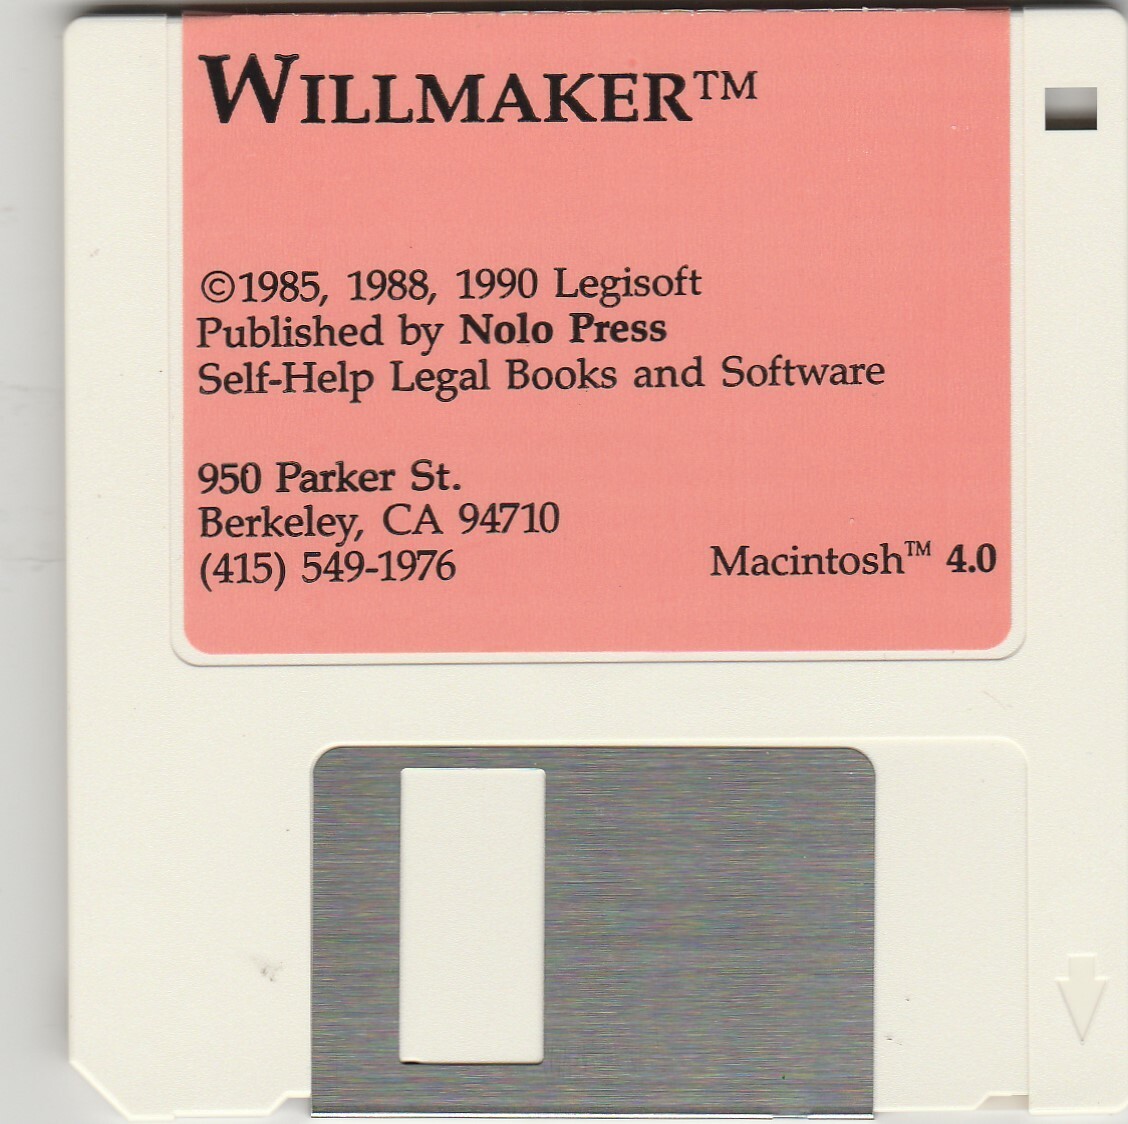 WILLMAKER™
©1985, 1988, 1990 Legisoft
Published by Nolo Press
Self-Help Legal Books and Software
950 Parker St.
Berkeley, CA 94710
(415) 549-1976
Macintosh™ 4.0